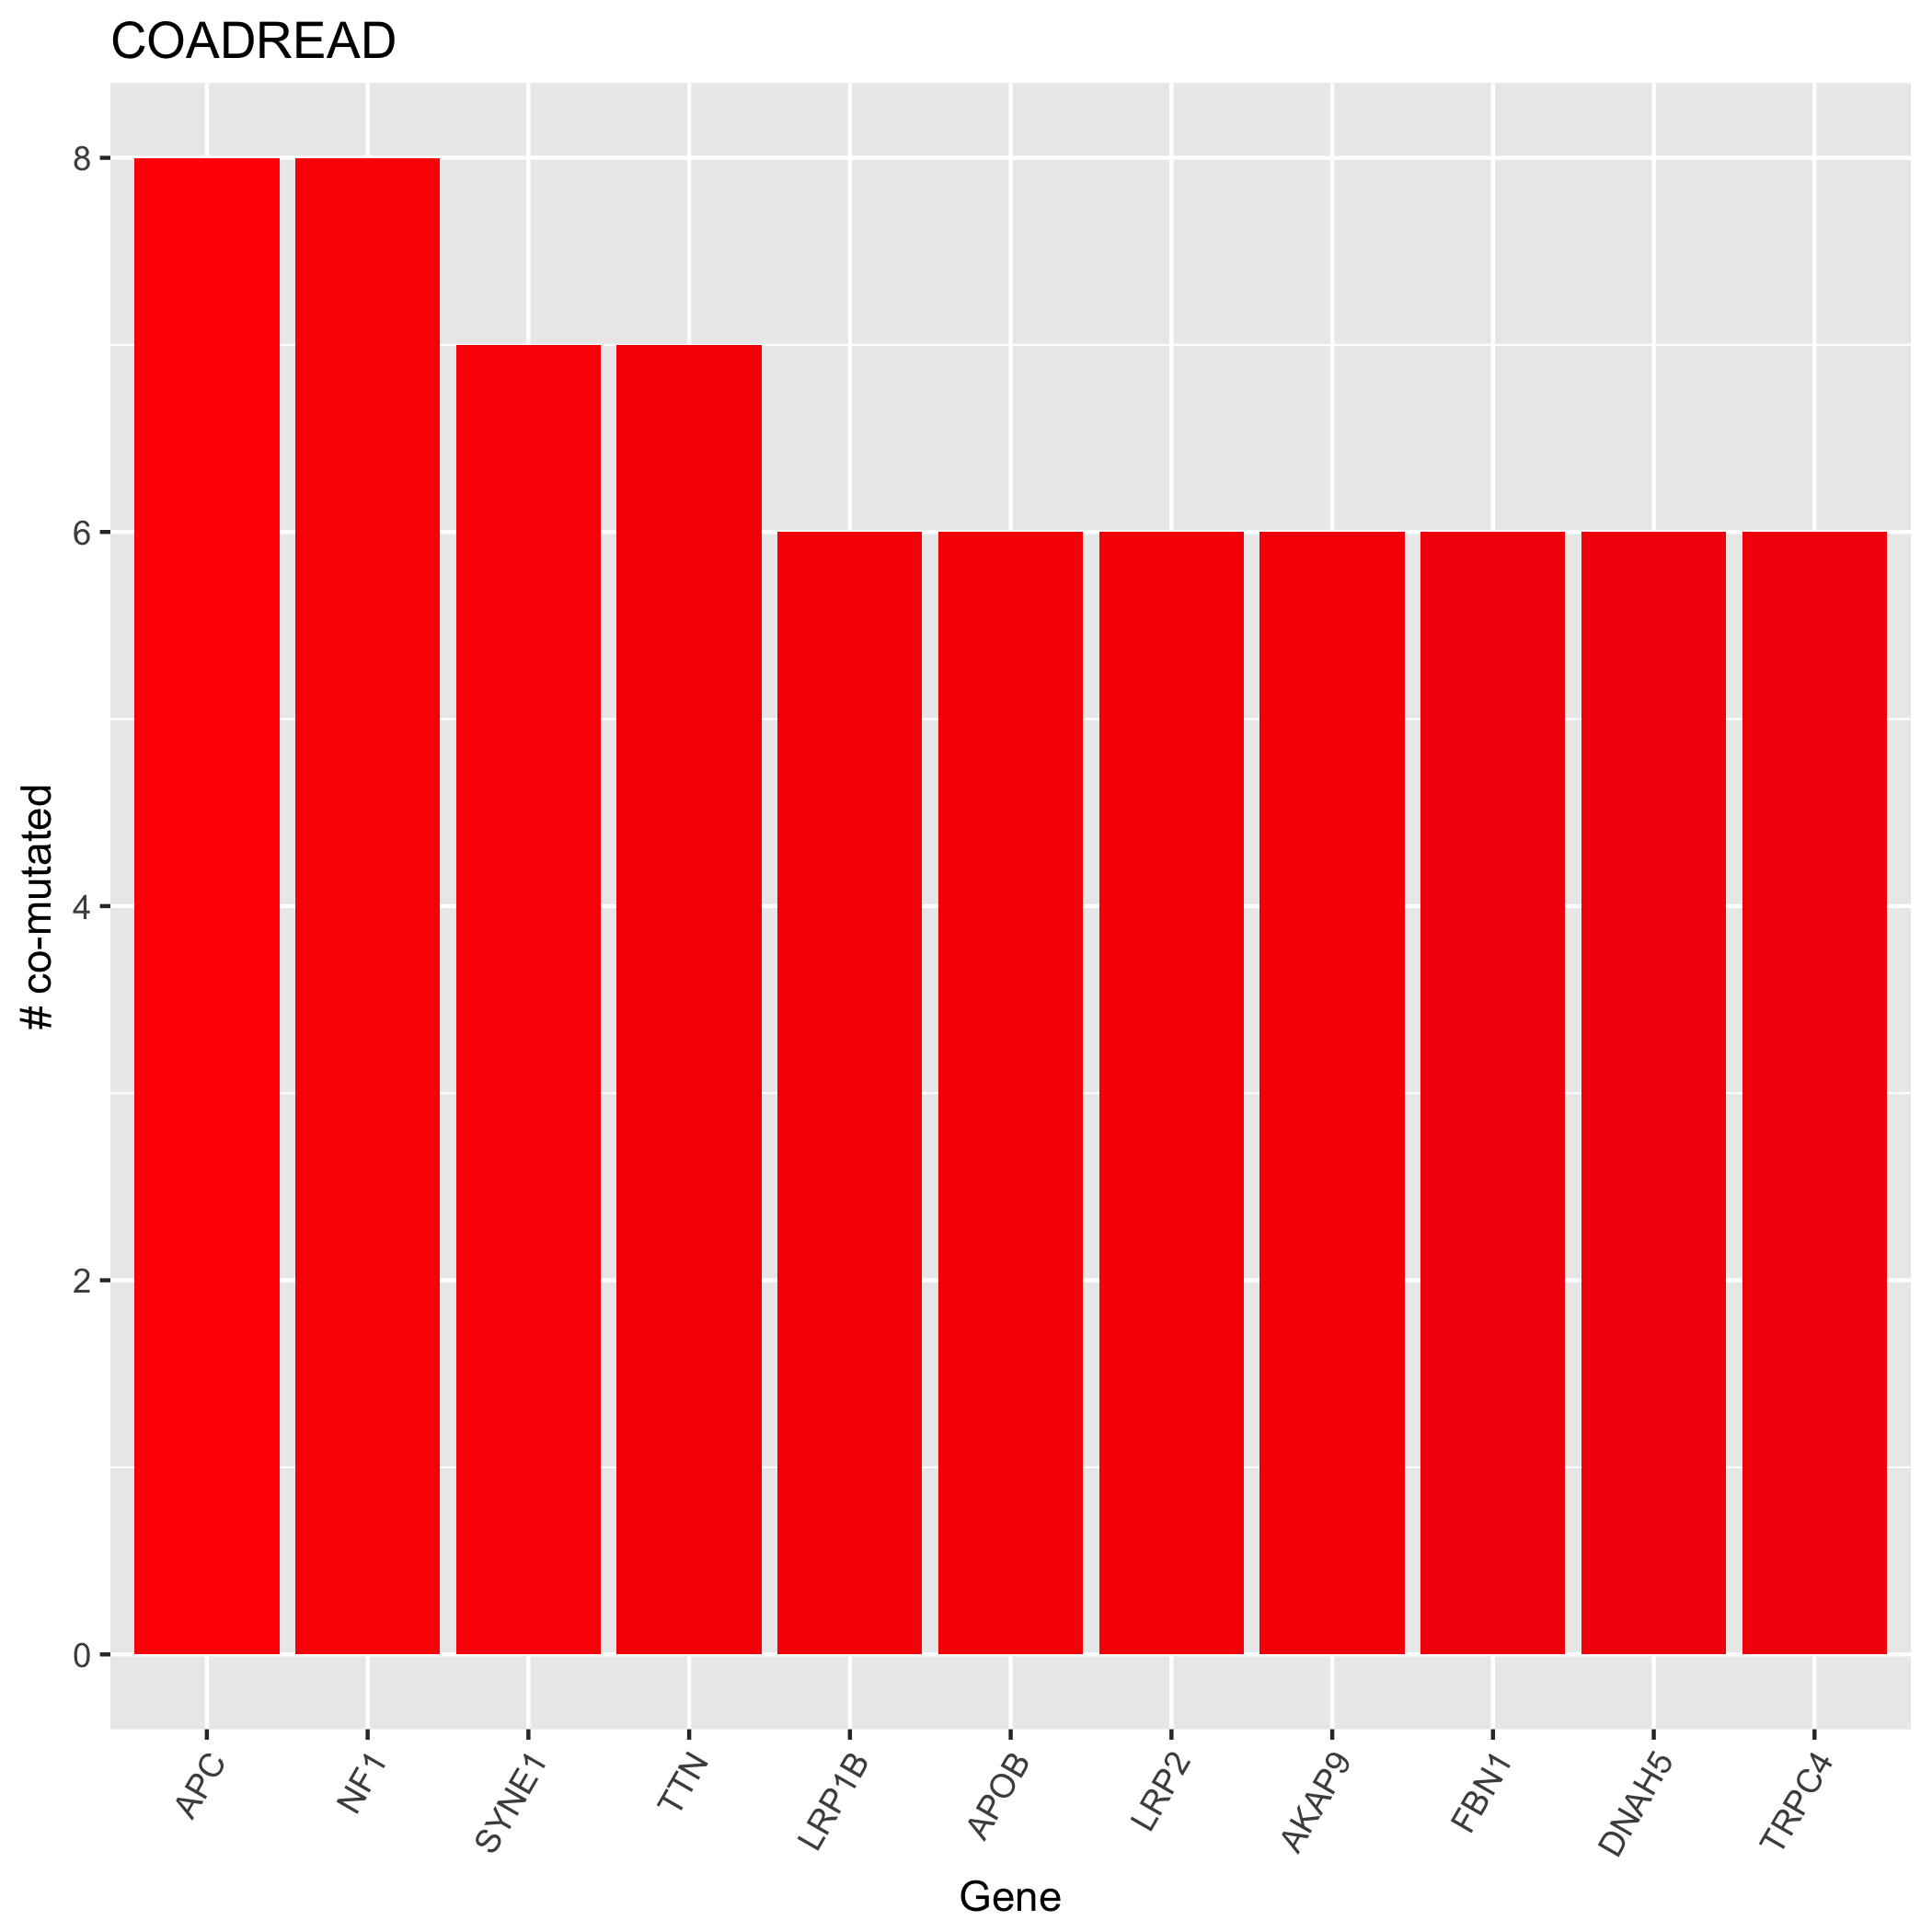 COADREAD
# co-mutated
8
6
4
2
0
APC
NF1
SYNE1
TTN
LRP1B
APOB
LRP2
AKAP9
FBN1
DNAH5
TRPC4
Gene